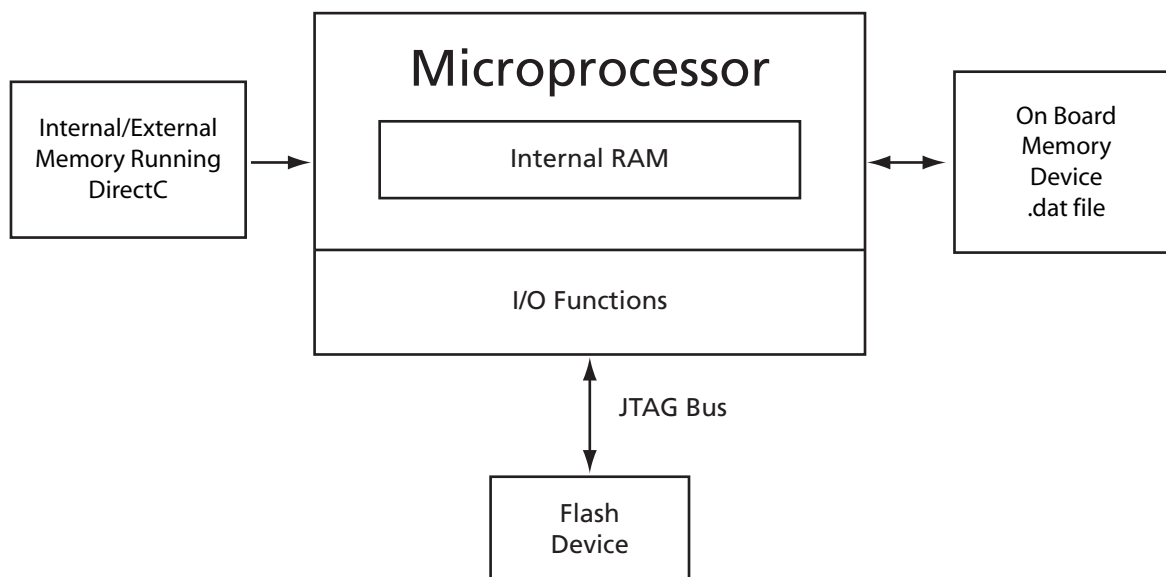 Microprocessor
Internal/External
Memory Running
DirectC
Internal RAM
On Board
Memory
Device
.dat file
I/O Functions
JTAG Bus
Flash
Device